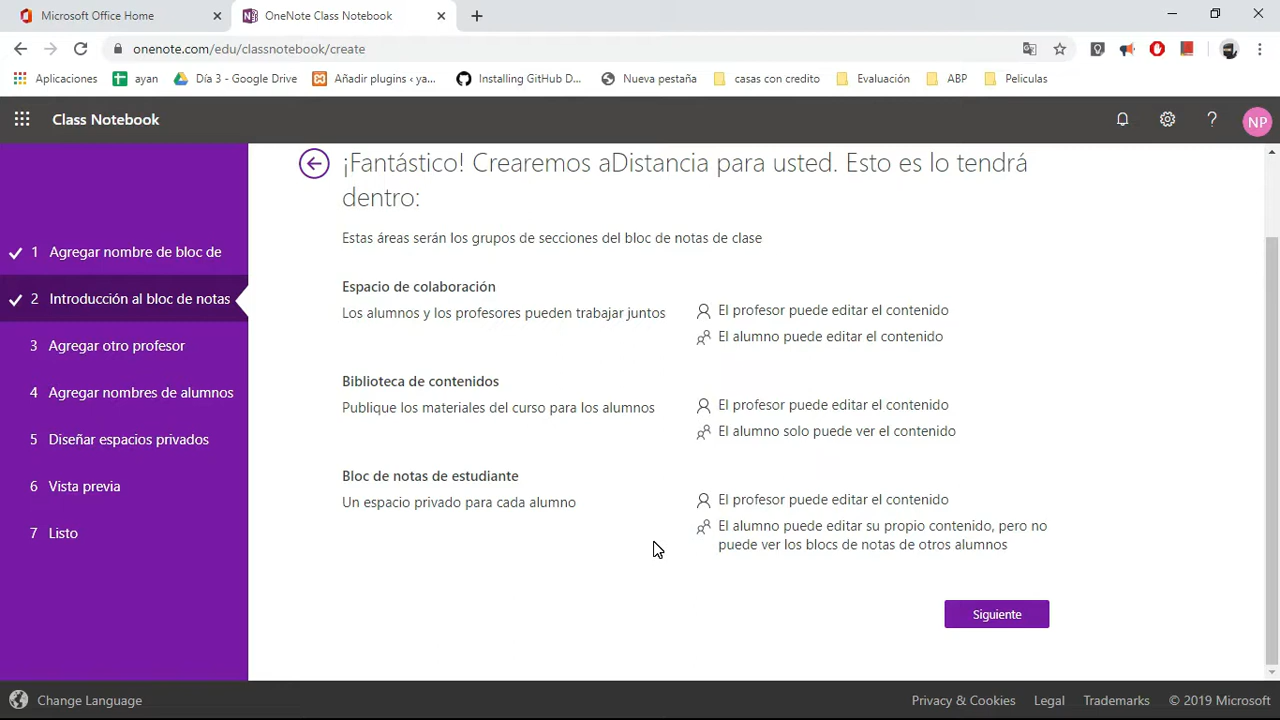 Microsoft Office Home
OneNote Class Notebook
onenote.com/edu/classnotebook/create
Aplicaciones
ayan
Día 3 - Google Drive
Añadir plugins ‹ ya...
Installing GitHub D...
Nueva pestaña
casas con credito
Evaluación
ABP
Peliculas
Class Notebook
?
NP
¡Fantástico! Crearemos aDistancia para usted. Esto es lo tendrá
dentro:
Estas áreas serán los grupos de secciones del bloc de notas de clase
1 Agregar nombre de bloc de
2 Introducción al bloc de notas
3 Agregar otro profesor
4 Agregar nombres de alumnos
5 Diseñar espacios privados
6 Vista previa
7 Listo
Espacio de colaboración
Los alumnos y los profesores pueden trabajar juntos
El profesor puede editar el contenido
El alumno puede editar el contenido
Biblioteca de contenidos
Publique los materiales del curso para los alumnos
El profesor puede editar el contenido
El alumno solo puede ver el contenido
Bloc de notas de estudiante
Un espacio privado para cada alumno
El profesor puede editar el contenido
El alumno puede editar su propio contenido, pero no
puede ver los blocs de notas de otros alumnos
Siguiente
Change Language
Privacy & Cookies
Legal
Trademarks
© 2019 Microsoft